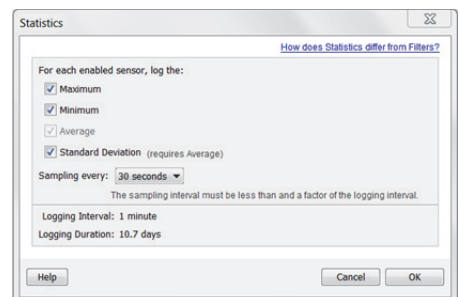 Statistics
How does Statistics differ from Filters?
For each enabled sensor, log the:
Maximum
Minimum
Average
Standard Deviation (requires Average)
Sampling every: 30 seconds
The sampling interval must be less than and a factor of the logging interval.
Logging Interval: 1 minute
Logging Duration: 10.7 days
Help Cancel OK